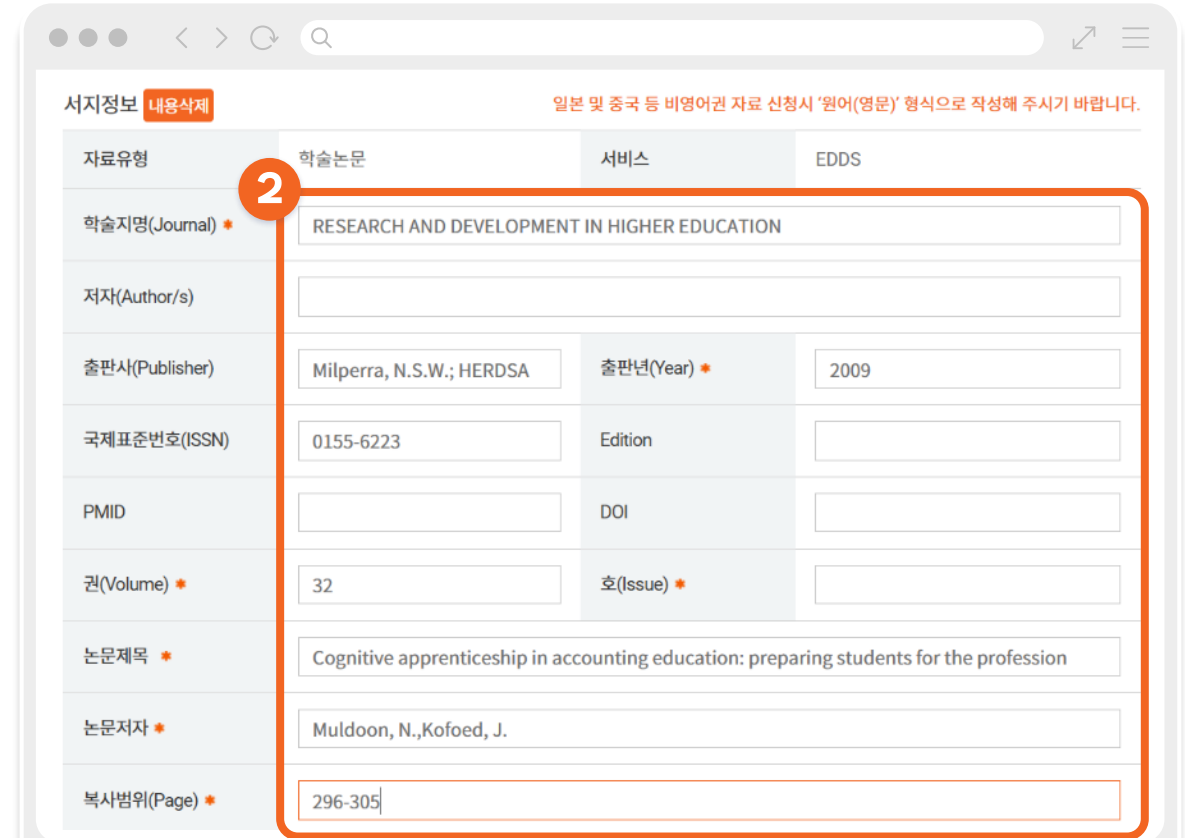 서지정보 내용삭제 일본 및 중국 등 비영어권 자료 신청시 '원어(영문)' 형식으로 작성해 주시기 바랍니다.
자료유형 학술논문 서비스 EDDS
2
학술지명(Journal) * RESEARCH AND DEVELOPMENT IN HIGHER EDUCATION
저자(Author/s)
출판사(Publisher) Milperra, N.S.W.; HERDSA 출판년(Year) * 2009
국제표준번호(ISSN) 0155-6223 Edition
PMID DOI
권(Volume) * 32 호(Issue) *
논문제목 * Cognitive apprenticeship in accounting education: preparing students for the profession
논문저자 * Muldoon, N.,Kofoed, J.
복사범위(Page) * 296-305